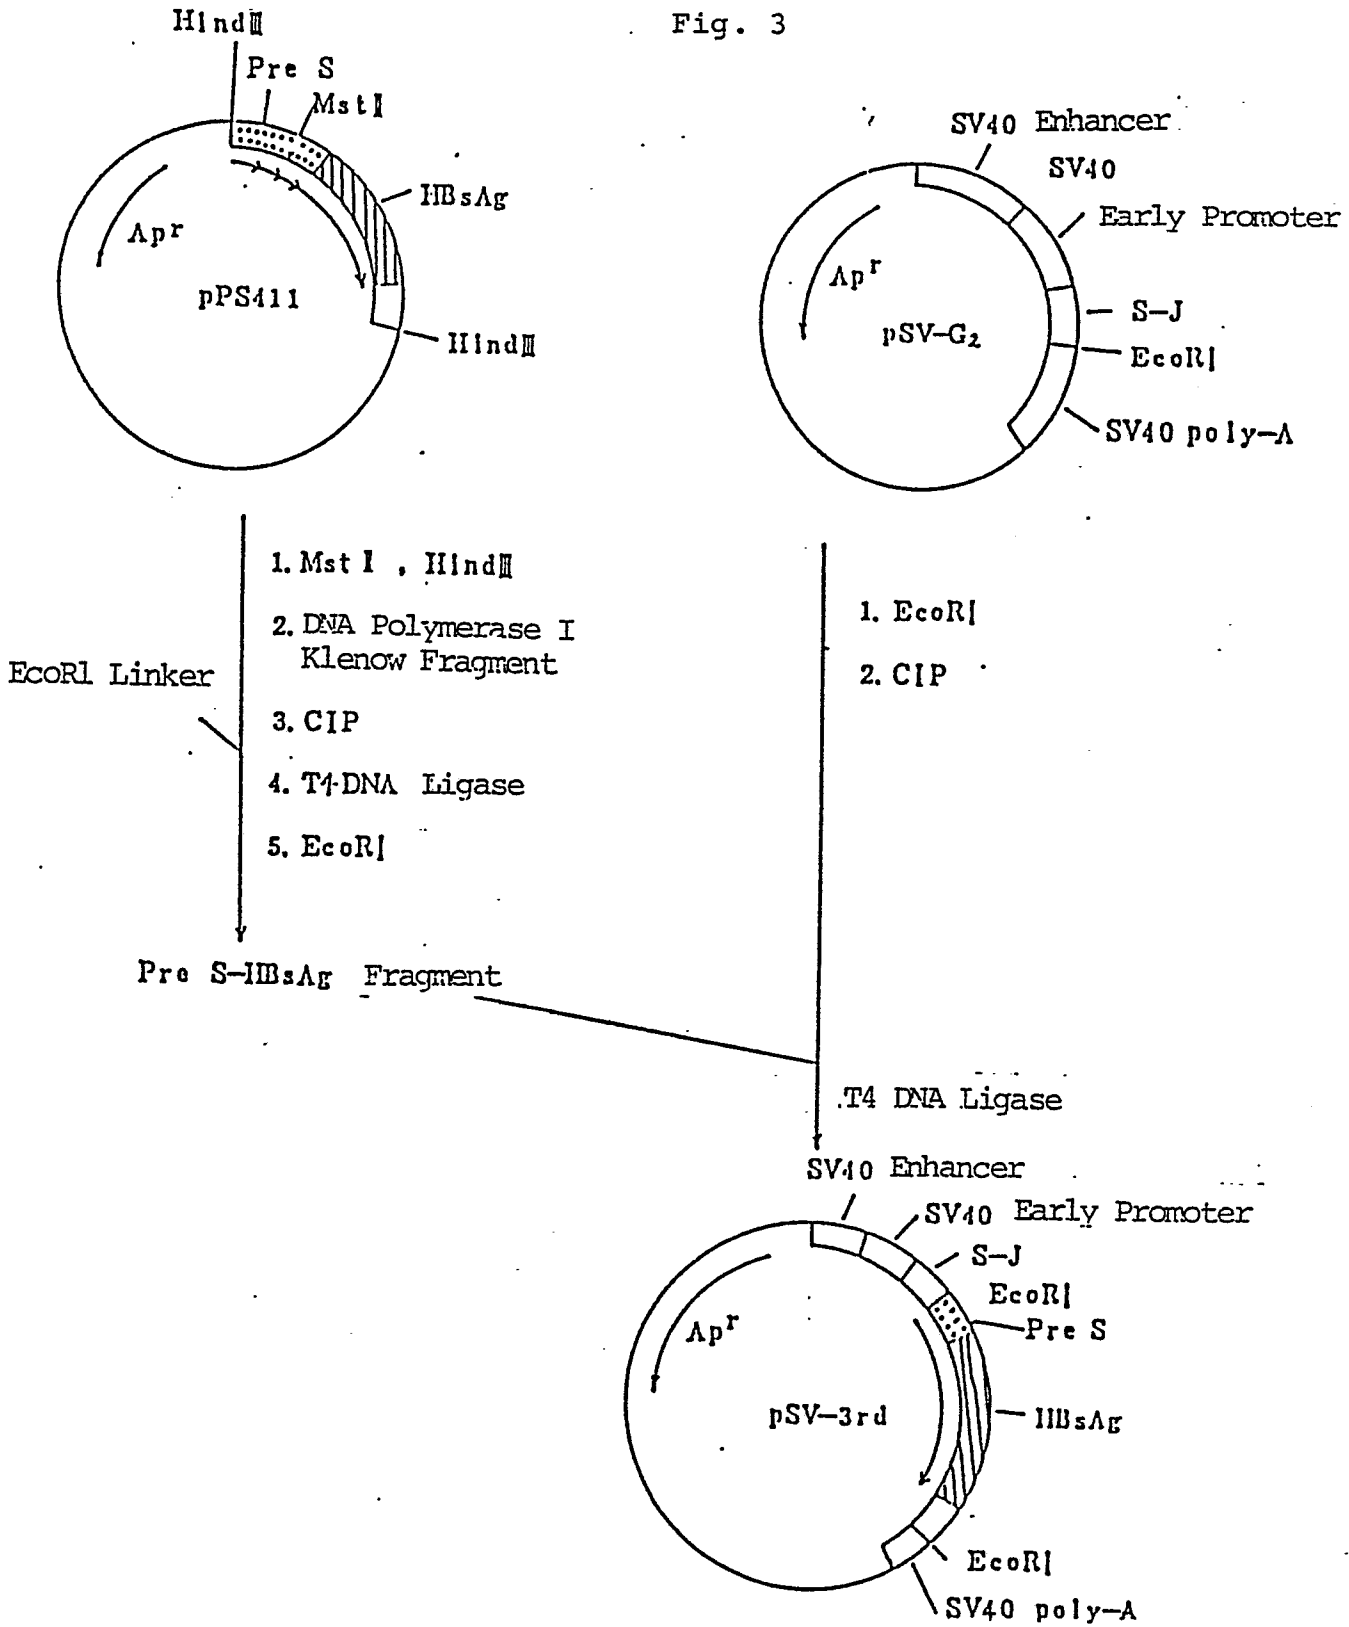 Fig. 3
HindⅢ
Pre S
MstⅡ
HBsAg
Apr
pPS411
HindⅢ
SV40 Enhancer
SV40
Early Promoter
Apr
pSV-G2
S-J
EcoRI
SV40 poly-A
1. Mst I , HindⅢ
2. DNA Polymerase I
Klenow Fragment
EcoRl Linker
3. CIP
4. T4 DNA Ligase
5. EcoRI
Pre S-HBsAg Fragment
1. EcoRI
2. CIP
T4 DNA Ligase
SV40 Enhancer
SV40 Early Promoter
S-J
EcoRI
Pre S
Apr
pSV-3rd
HBsAg
EcoRI
SV40 poly-A